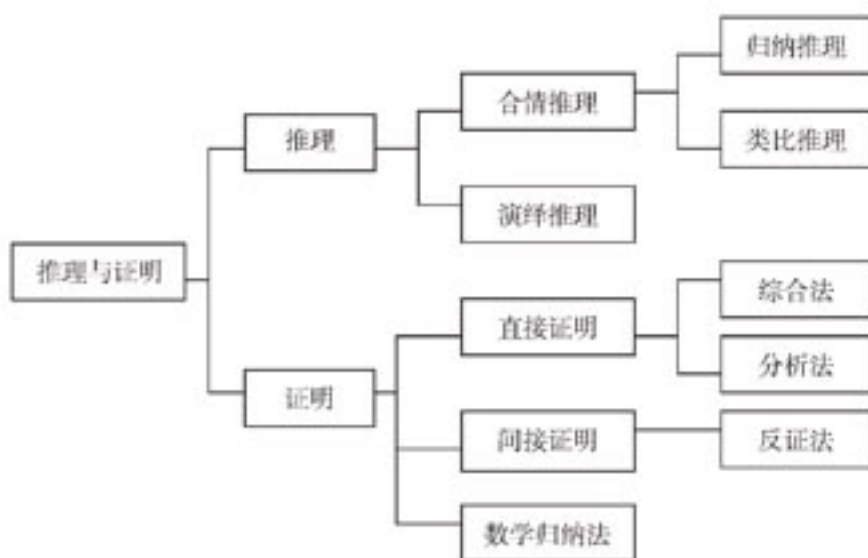 推理与证明
推理
合情推理
归纳推理
类比推理
演绎推理
证明
直接证明
综合法
分析法
间接证明
反证法
数学归纳法